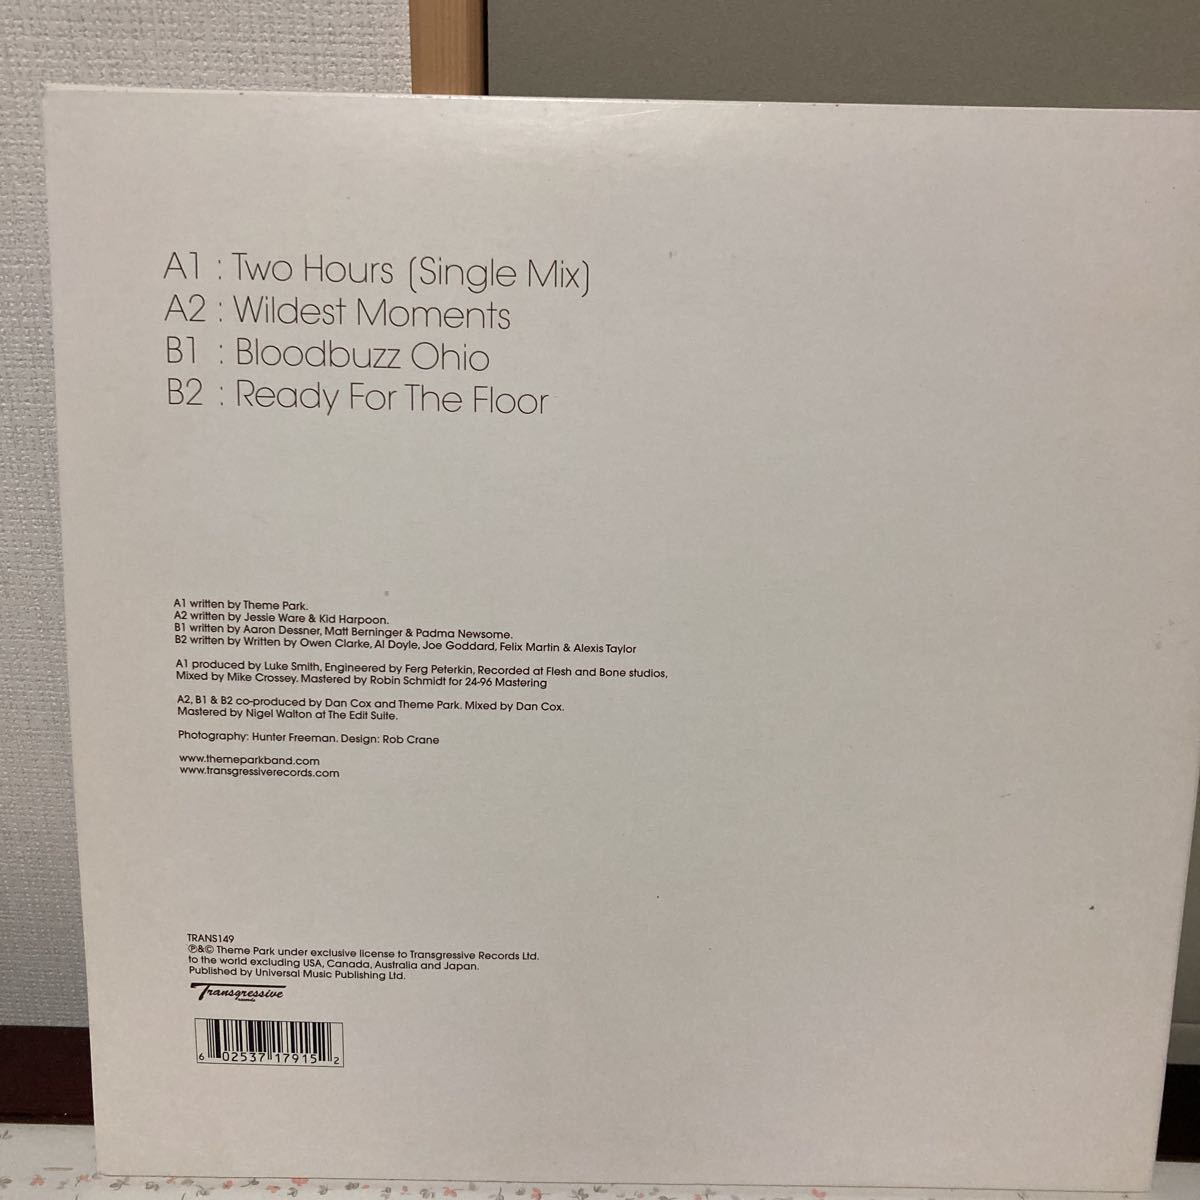 A1 : Two Hours (Single Mix)
A2 : Wildest Moments
B1 : Bloodbuzz Ohio
B2 : Ready For The Floor
A1 written by Theme Park.
A2 written by Jessie Ware & Kid Harpoon.
B1 written by Aaron Dessner, Matt Berninger & Padma Newsome.
B2 written by Written by Owen Clarke, Al Doyle, Joe Goddard, Felix Martin & Alexis Taylor
A1 produced by Luke Smith, Engineered by Ferg Peterkin, Recorded at Flesh and Bone studios,
Mixed by Mike Crossey. Mastered by Robin Schmidt for 24-96 Mastering
A2, B1 & B2 co-produced by Dan Cox and Theme Park. Mixed by Dan Cox.
Mastered by Nigel Walton at The Edit Suite.
Photography: Hunter Freeman. Design: Rob Crane
www.themeparkband.com
www.transgressiverecords.com
TRANS149
℗&© Theme Park under exclusive license to Transgressive Records Ltd.
to the world excluding USA, Canada, Australia and Japan.
Published by Universal Music Publishing Ltd.
Transgressive
records
6 02537 17915 2